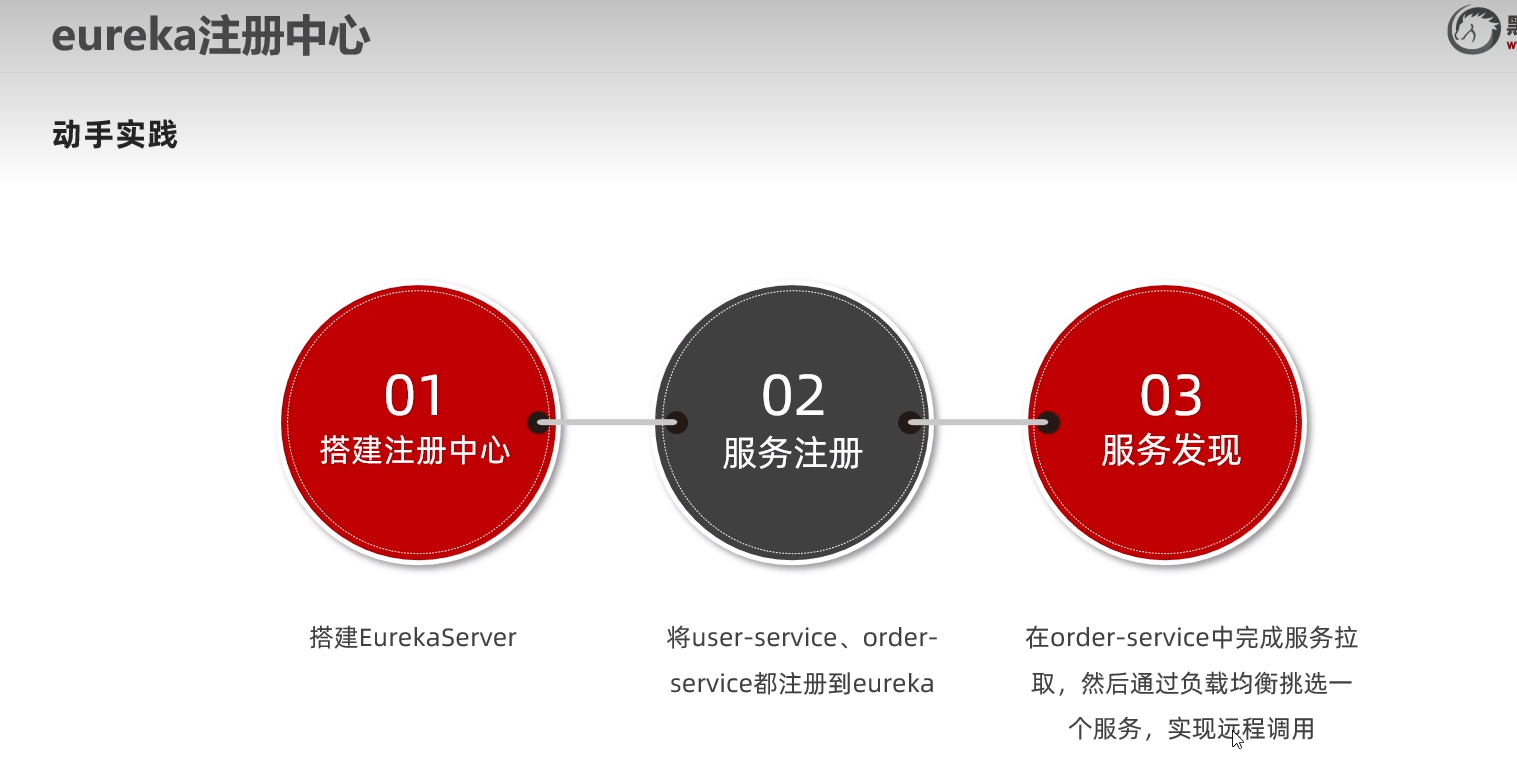 eureka注册中心
黑
w
动手实践
01
搭建注册中心
02
服务注册
03
服务发现
搭建EurekaServer
将user-service、order-
service都注册到eureka
在order-service中完成服务拉
取，然后通过负载均衡挑选一
个服务，实现远程调用